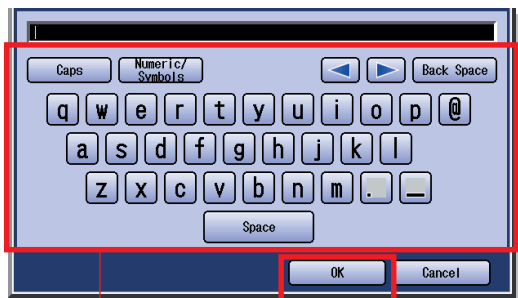 Caps Numeric/ Symbols Back Space
q w e r t y u i o p @
a s d f g h j k l
z x c v b n m . _
Space
OK Cancel